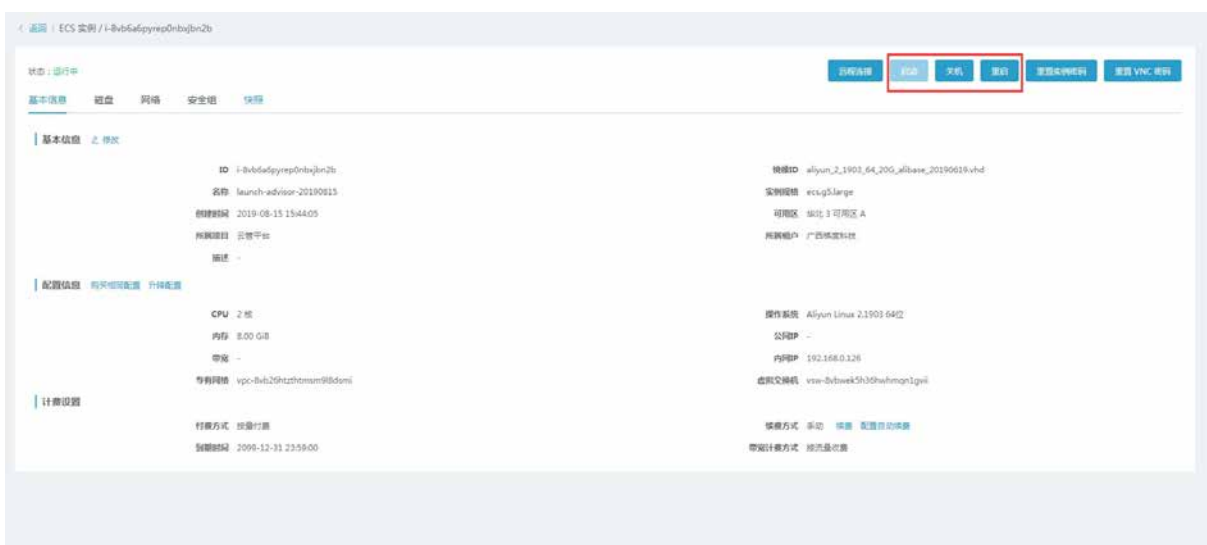 < 返回 | ECS 实例 / i-8vb6a6pyrep0nbxjbn2b
状态：运行中 远程连接 启动 关机 重启 重置实例密码 重置 VNC 密码
基本信息 磁盘 网络 安全组 快照
基本信息 修改
ID i-8vb6a6pyrep0nbxjbn2b 镜像ID aliyun_2_1903_64_20G_alibase_20190619.vhd
名称 launch-advisor-20190815 实例规格 ecs.g5.large
创建时间 2019-08-15 15:44:05 可用区 华北 3 可用区 A
所属项目 云管平台 所属租户
描述 -
配置信息 购买相同配置 升降配置
CPU 2 核 操作系统 Aliyun Linux 2.1903 64位
内存 8.00 GiB 公网IP -
带宽 - 内网IP 192.168.0.126
专有网络 vpc-8vb26htzthtmsm9l8dsmi 虚拟交换机 vsw-8vbwek5h36hwhmqn1gvii
计费设置
付费方式 按量付费 续费方式 手动 续费 配置自动续费
到期时间 2099-12-31 23:59:00 带宽计费方式 按流量收费